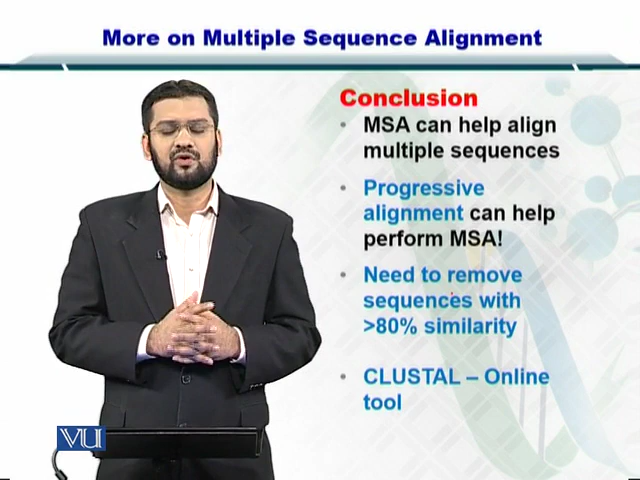 More on Multiple Sequence Alignment
Conclusion
• MSA can help align
multiple sequences
• Progressive
alignment can help
perform MSA!
• Need to remove
sequences with
>80% similarity
• CLUSTAL – Online
tool
VU